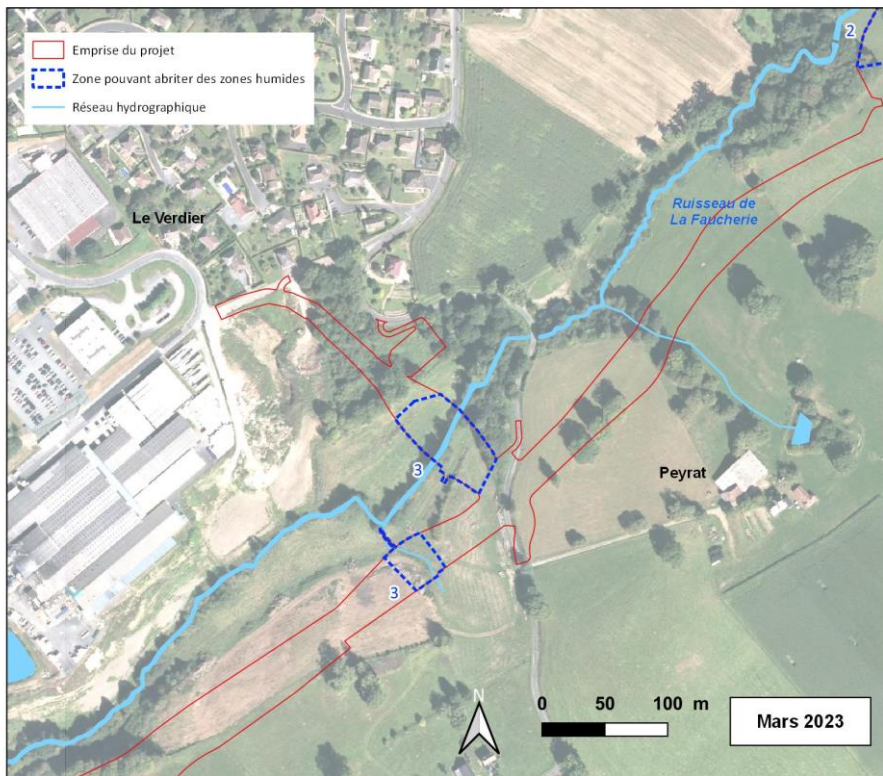 Emprise du projet
Zone pouvant abriter des zones humides
Réseau hydrographique
2
Le Verdier
Ruisseau de
La Faucherie
3
Peyrat
3
N
0 50 100 m
Mars 2023